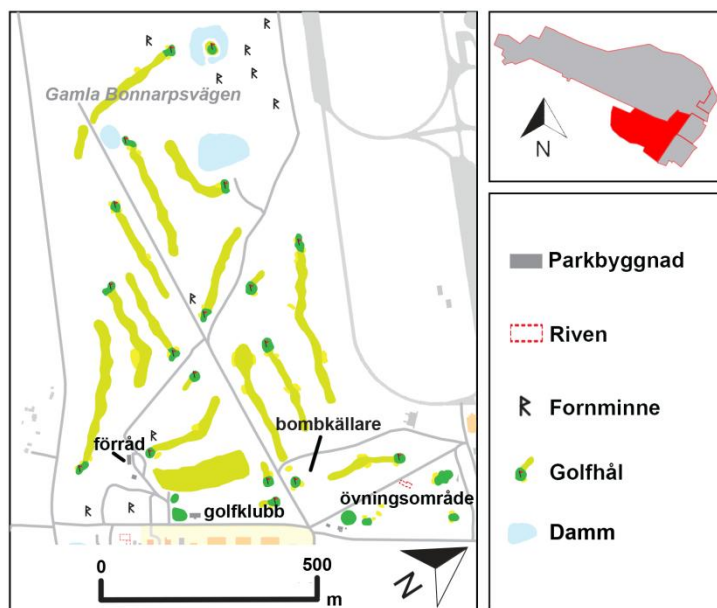 Gamla Bonnarpsvägen
bombkällare
förråd
övningsområde
golfklubb
0
500
m
N
N
Parkbyggnad
Riven
Fornminne
Golfhål
Damm